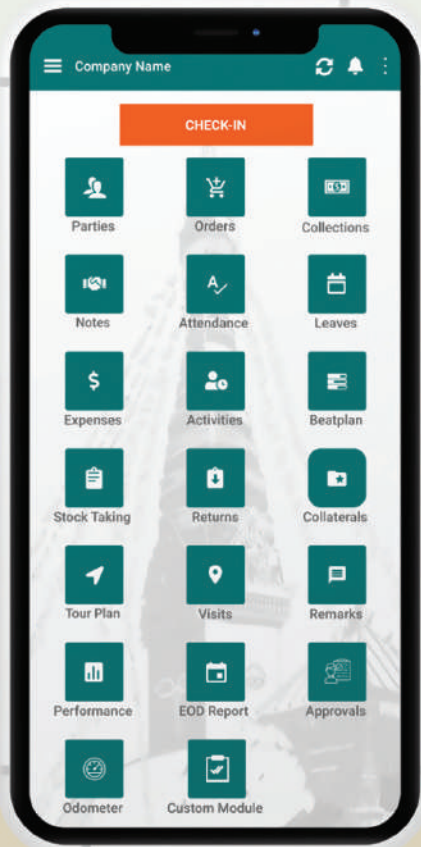 Company Name
CHECK-IN
Parties Orders Collections
Notes Attendance Leaves
Expenses Activities Beatplan
Stock Taking Returns Collaterals
Tour Plan Visits Remarks
Performance EOD Report Approvals
Odometer Custom Module